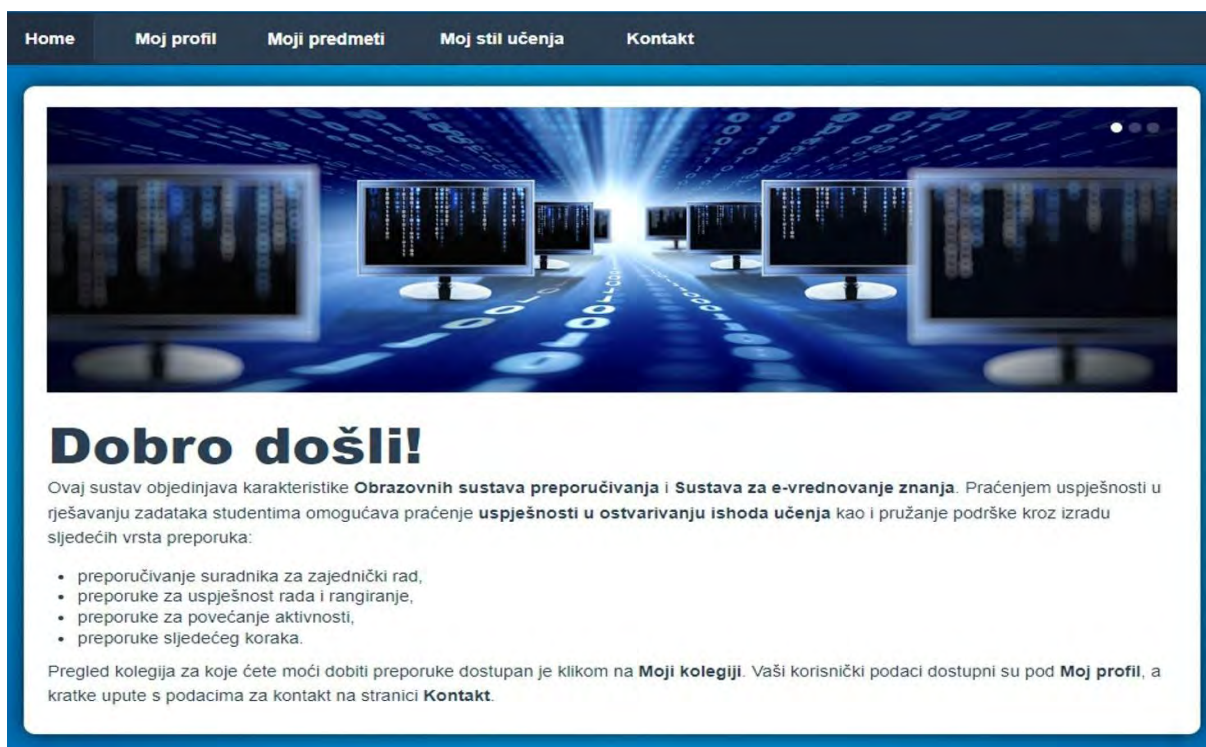 Home Moj profil Moji predmeti Moj stil učenja Kontakt
Dobro došli!
Ovaj sustav objedinjava karakteristike Obrazovnih sustava preporučivanja i Sustava za e-vrednovanje znanja. Praćenjem uspješnosti u
rješavanju zadataka studentima omogućava praćenje uspješnosti u ostvarivanju ishoda učenja kao i pružanje podrške kroz izradu
sljedećih vrsta preporuka:
• preporučivanje suradnika za zajednički rad,
• preporuke za uspješnost rada i rangiranje,
• preporuke za povećanje aktivnosti,
• preporuke sljedećeg koraka.
Pregled kolegija za koje ćete moći dobiti preporuke dostupan je klikom na Moji kolegiji. Vaši korisnički podaci dostupni su pod Moj profil, a
kratke upute s podacima za kontakt na stranici Kontakt.